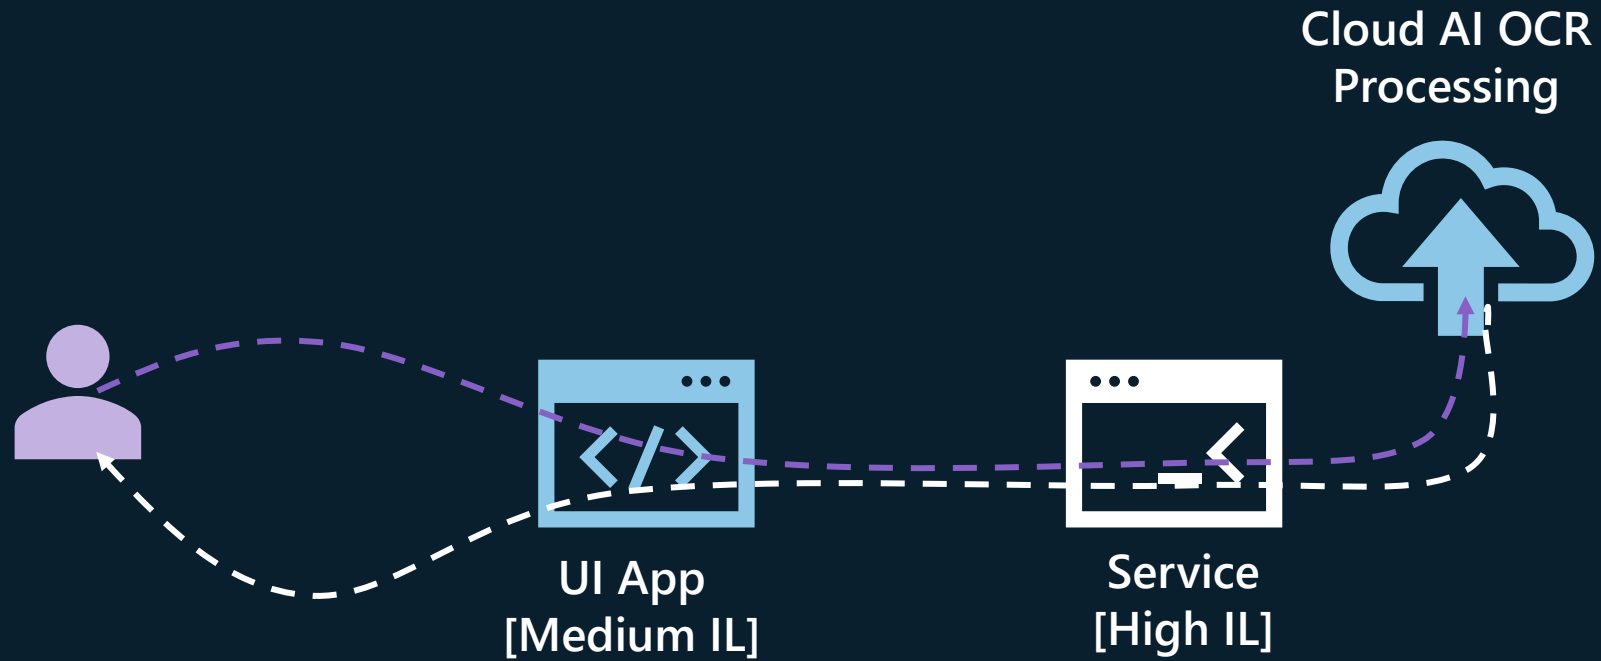 Cloud AI OCR
Processing
UI App
[Medium IL]
Service
[High IL]